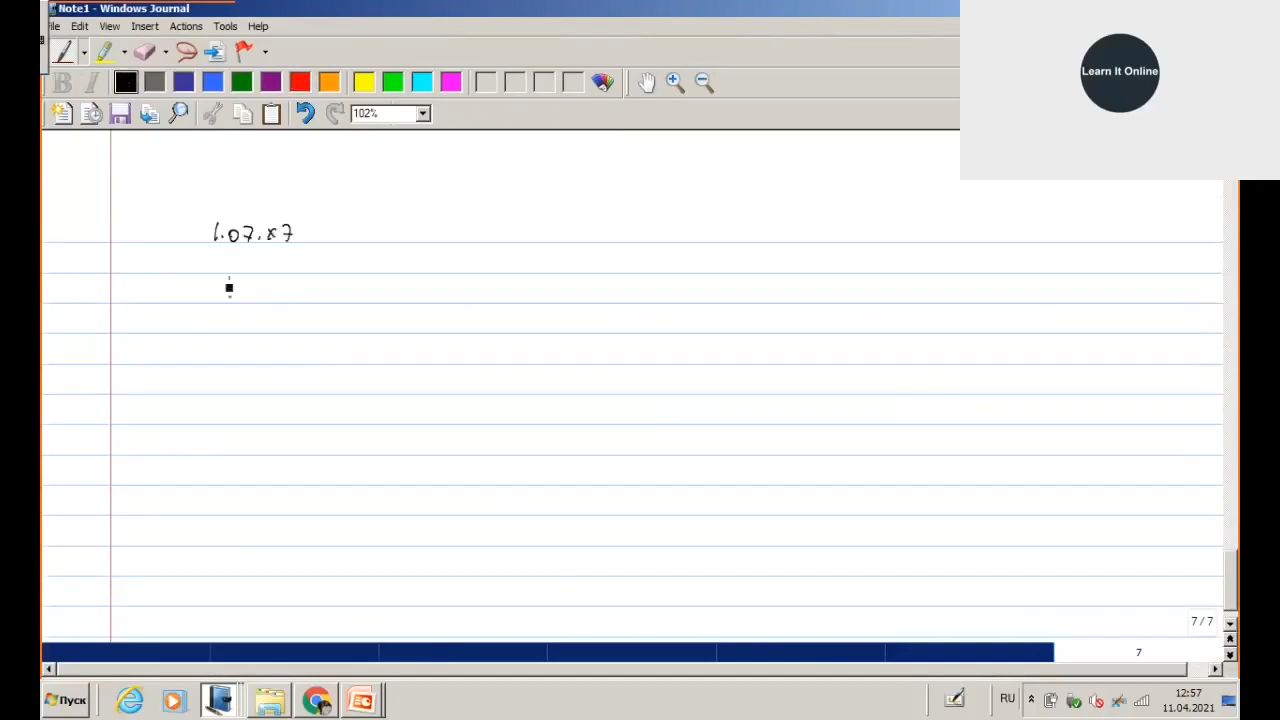 Note1 - Windows Journal
File Edit View Insert Actions Tools Help
Learn It Online
B I
102%
1.07.x7
7 / 7
7
Пуск
RU
12:57
11.04.2021